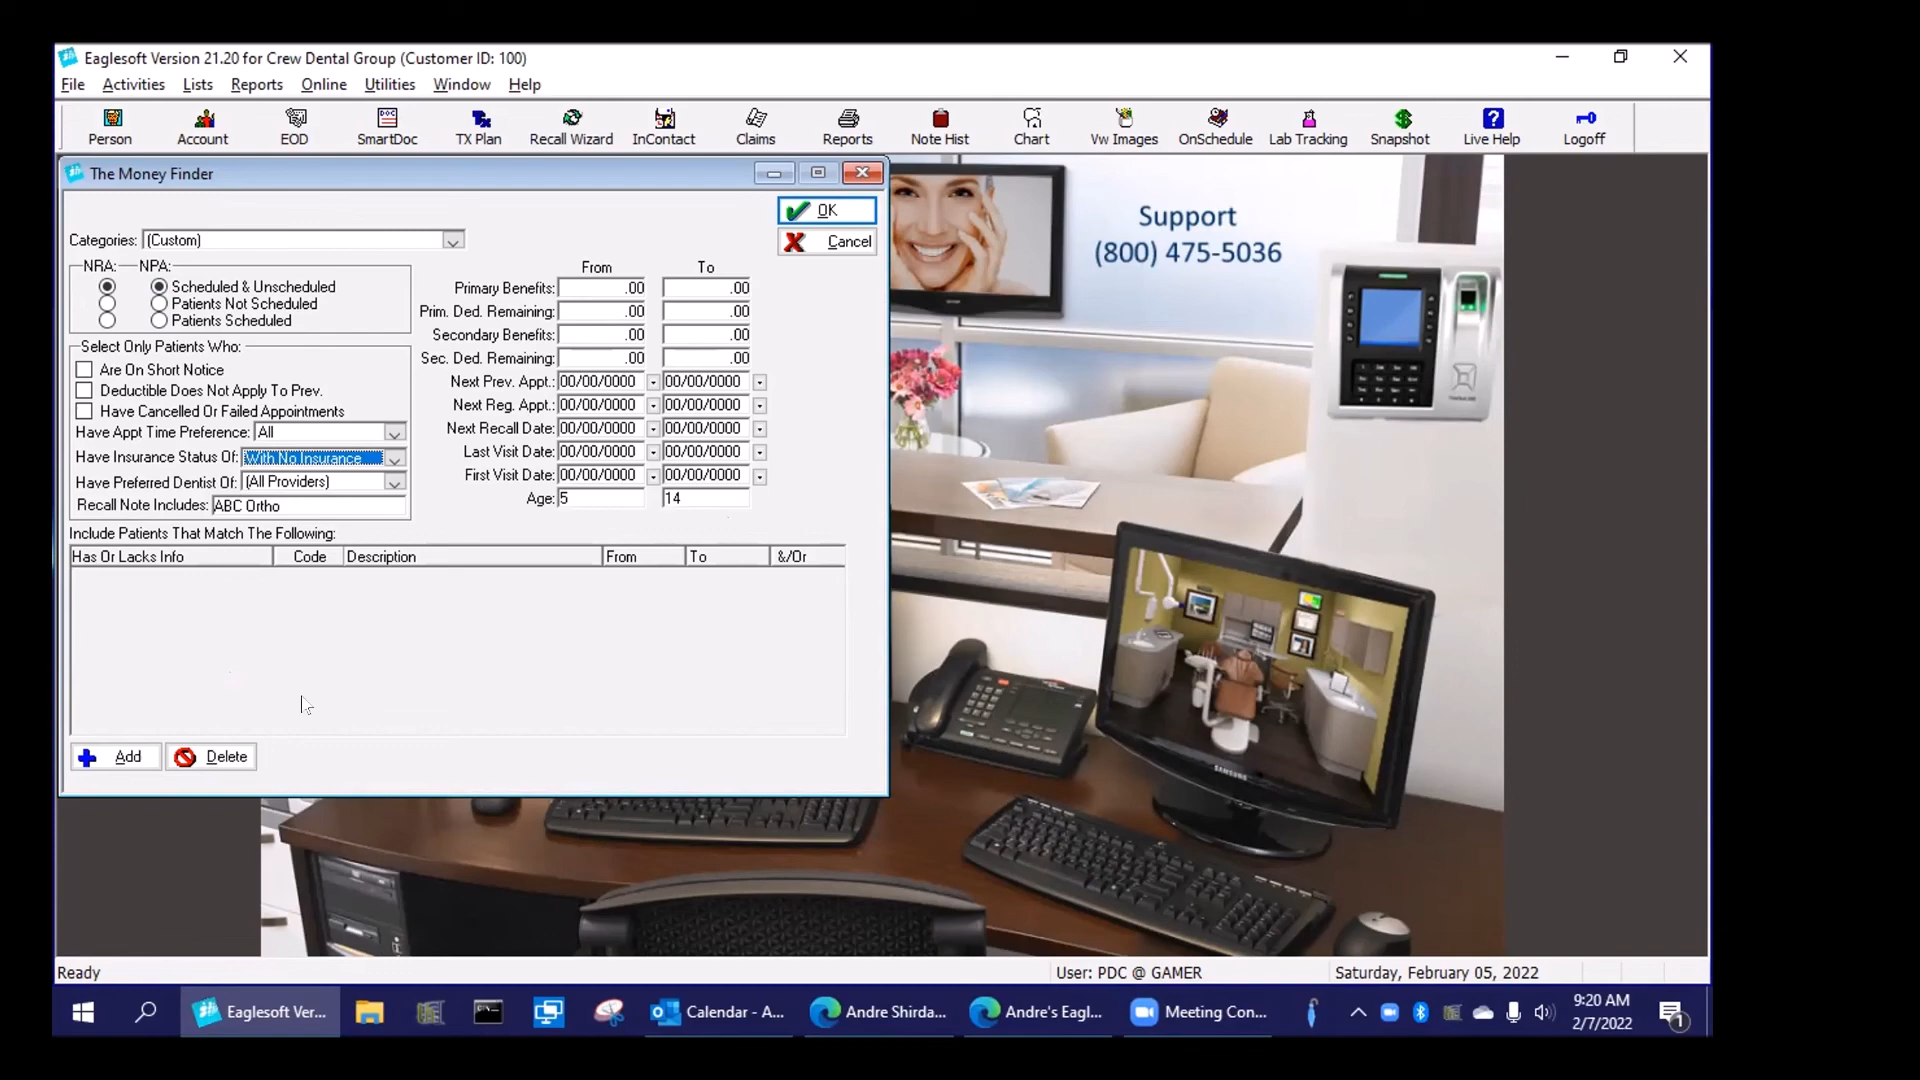 Eaglesoft Version 21.20 for Crew Dental Group (Customer ID: 100)
File Activities Lists Reports Online Utilities Window Help
Person Account EOD SmartDoc TX Plan Recall Wizard InContact Claims Reports Note Hist Chart Vw Images OnSchedule Lab Tracking Snapshot Live Help Logoff
The Money Finder
OK
Cancel
Categories: (Custom)
NRA: NPA:
Scheduled & Unscheduled
Patients Not Scheduled
Patients Scheduled
Select Only Patients Who:
Are On Short Notice
Deductible Does Not Apply To Prev.
Have Cancelled Or Failed Appointments
Have Appt Time Preference: All
Have Insurance Status Of: With No Insurance
Have Preferred Dentist Of: (All Providers)
Recall Note Includes: ABC Ortho
From To
Primary Benefits: .00 .00
Prim. Ded. Remaining: .00 .00
Secondary Benefits: .00 .00
Sec. Ded. Remaining: .00 .00
Next Prev. Appt.: 00/00/0000 00/00/0000
Next Reg. Appt.: 00/00/0000 00/00/0000
Next Recall Date: 00/00/0000 00/00/0000
Last Visit Date: 00/00/0000 00/00/0000
First Visit Date: 00/00/0000 00/00/0000
Age: 5 14
Include Patients That Match The Following:
Has Or Lacks Info Code Description From To &/Or
Add Delete
Support
(800) 475-5036
SAMSUNG
Ready User: PDC @ GAMER Saturday, February 05, 2022
Eaglesoft Ver... Calendar - A... Andre Shirda... Andre's Eagl... Meeting Con...
9:20 AM
2/7/2022
1